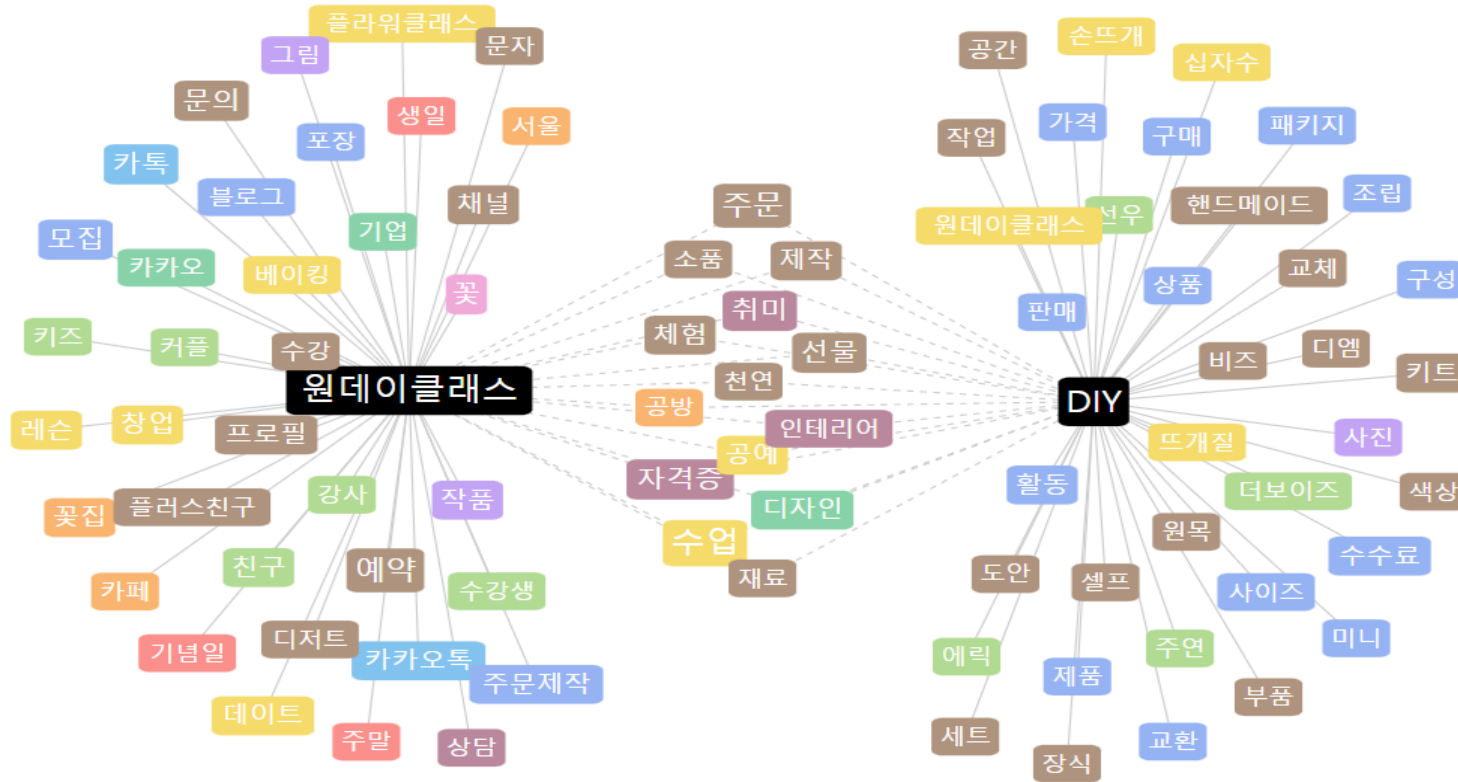 플라워클래스
그림
문자
문의
생일
서울
포장
카톡
블로그
채널
기업
모집
카카오
베이킹
꽃
키즈
커플
수강
원데이클래스
레슨
창업
프로필
꽃집
플러스친구
강사
작품
친구
예약
수강생
카페
기념일
디저트
카카오톡
주문제작
데이트
주말
상담
주문
소품
제작
취미
체험
선물
천연
공방
인테리어
공예
자격증
디자인
수업
재료
공간
손뜨개
십자수
작업
가격
구매
패키지
원데이클래스
선우
핸드메이드
조립
판매
상품
교체
구성
비즈
디엠
키트
DIY
뜨개질
사진
활동
더보이즈
색상
원목
수수료
도안
셀프
사이즈
미니
에릭
제품
주연
부품
세트
장식
교환